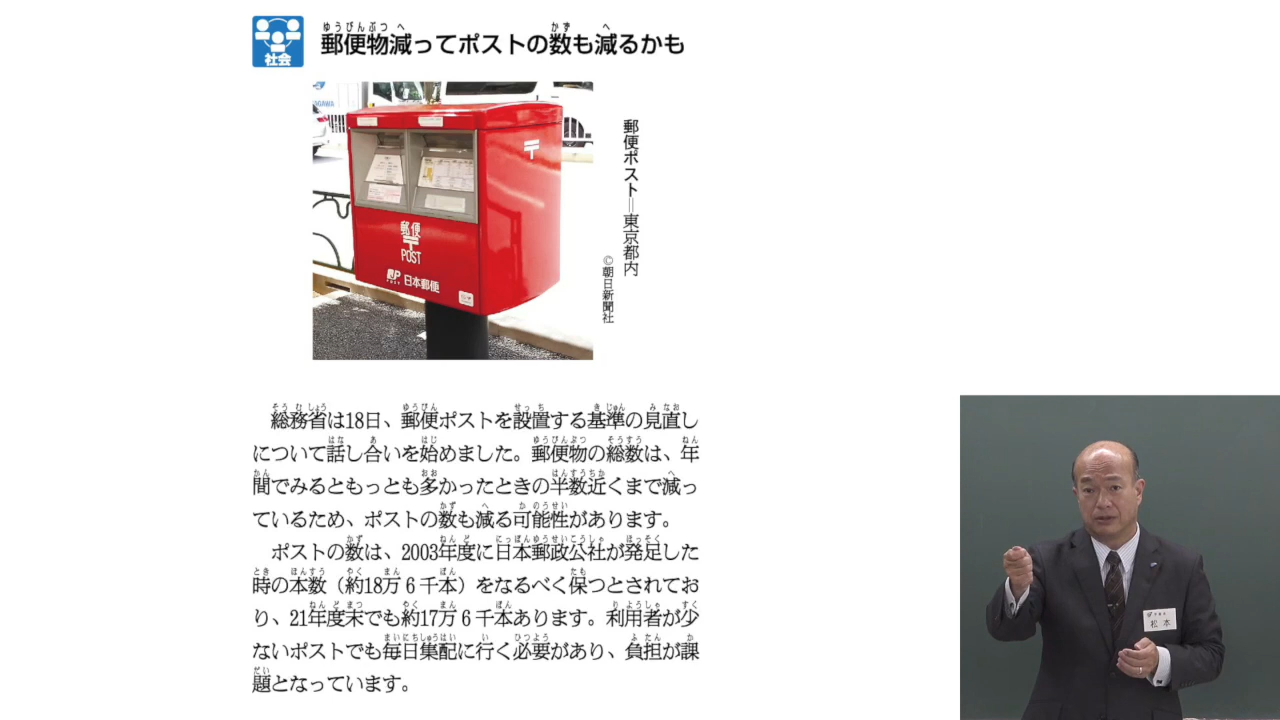 社会
郵便物減ってポストの数も減るかも
郵便
POST
日本郵便
郵便ポスト=東京都内
©朝日新聞社
総務省は18日、郵便ポストを設置する基準の見直し
について話し合いを始めました。郵便物の総数は、年
間でみるともっとも多かったときの半数近くまで減っ
ているため、ポストの数も減る可能性があります。
ポストの数は、2003年度に日本郵政公社が発足した
時の本数（約18万6千本）をなるべく保つとされてお
り、21年度末でも約17万6千本あります。利用者が少
ないポストでも毎日集配に行く必要があり、負担が課
題となっています。
松本